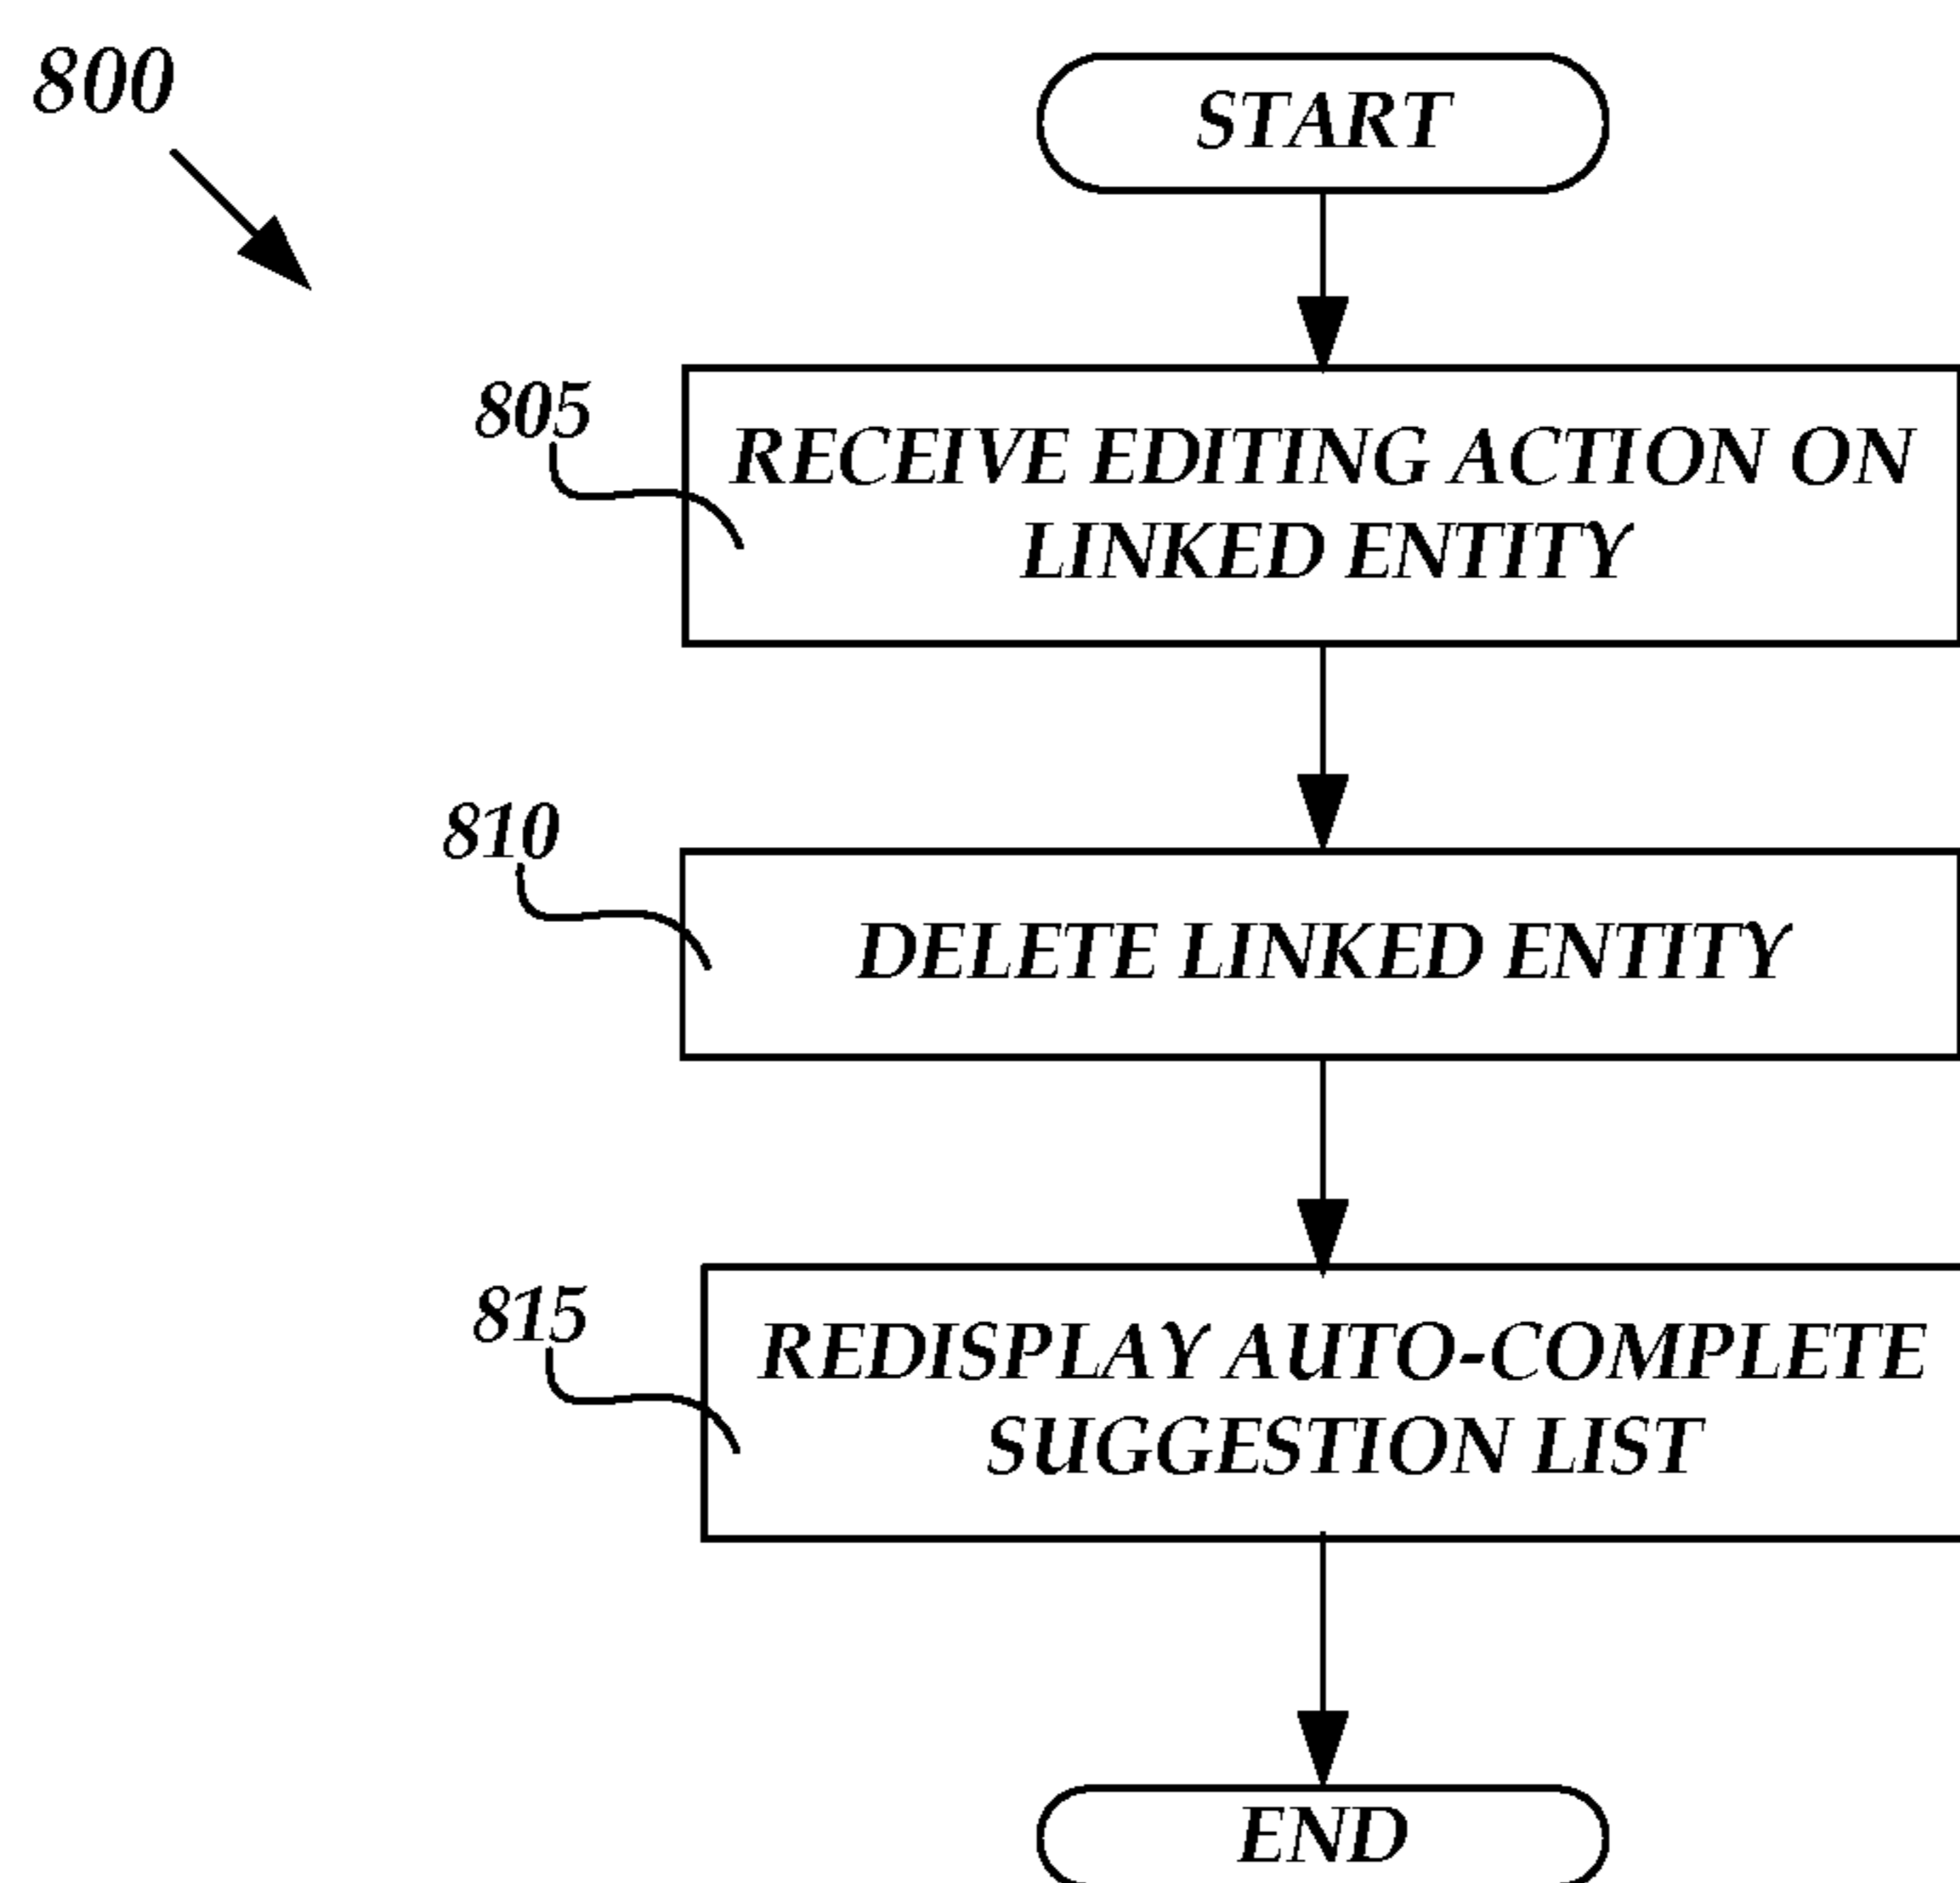 800
START
805
RECEIVE EDITING ACTION ON
LINKED ENTITY
810
DELETE LINKED ENTITY
815
REDISPLAY AUTO-COMPLETE
SUGGESTION LIST
END